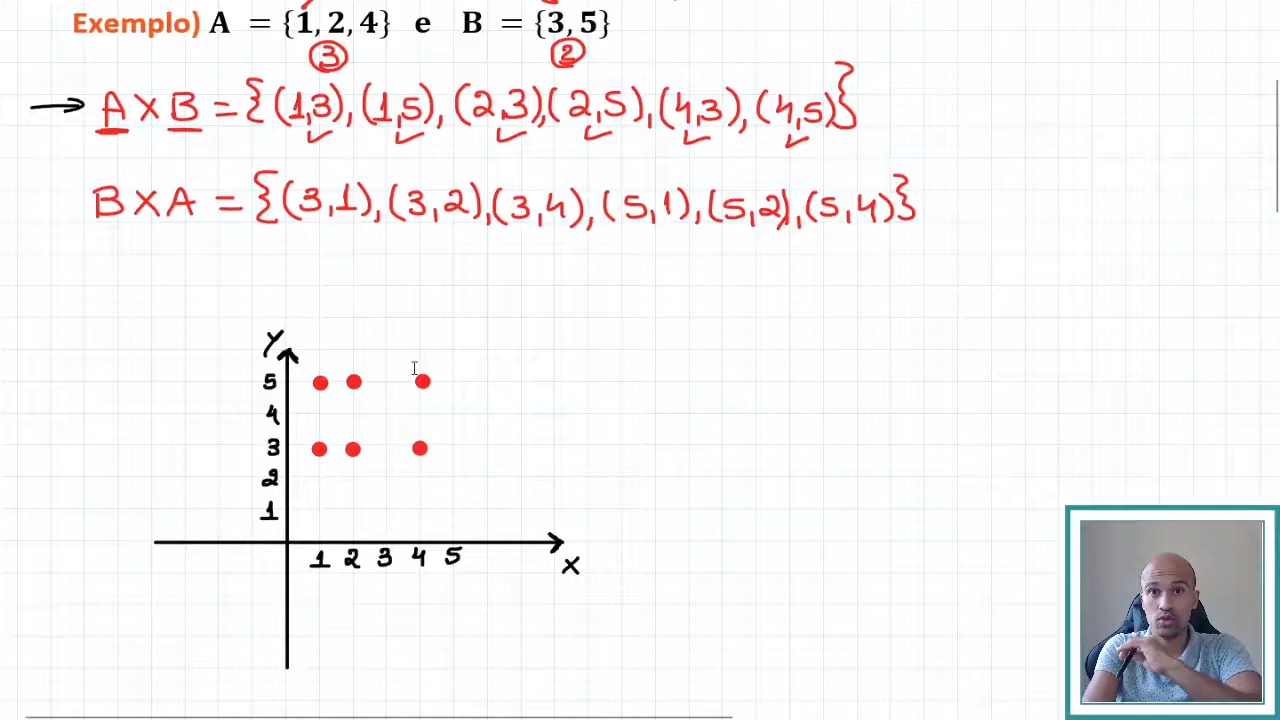 Exemplo) A = {1, 2, 4} e B = {3, 5}
3 2
A X B = {(1,3), (1,5), (2,3),(2,5), (4,3), (4,5)}
B X A = {(3,1), (3,2), (3,4), (5,1), (5,2), (5,4)}
Y
5
4
3
2
1
1 2 3 4 5
X